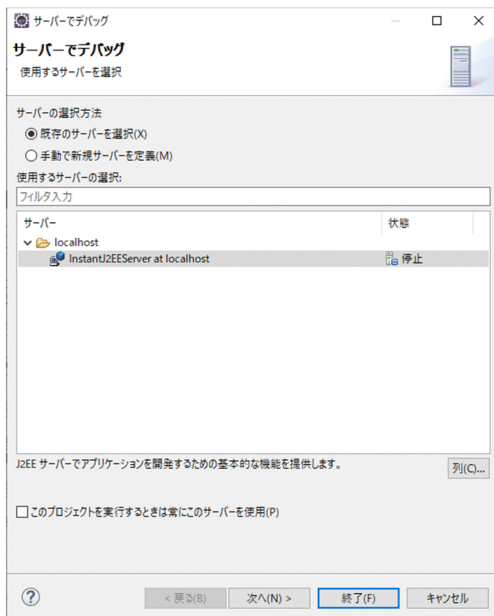 サーバーでデバッグ
サーバーでデバッグ
使用するサーバーを選択
サーバーの選択方法
既存のサーバーを選択(X)
手動で新規サーバーを定義(M)
使用するサーバーの選択:
フィルタ入力
サーバー 状態
localhost
InstantJ2EEServer at localhost 停止
J2EE サーバーでアプリケーションを開発するための基本的な機能を提供します。
列(C)...
このプロジェクトを実行するときは常にこのサーバーを使用(P)
< 戻る(B) 次へ(N) > 終了(F) キャンセル